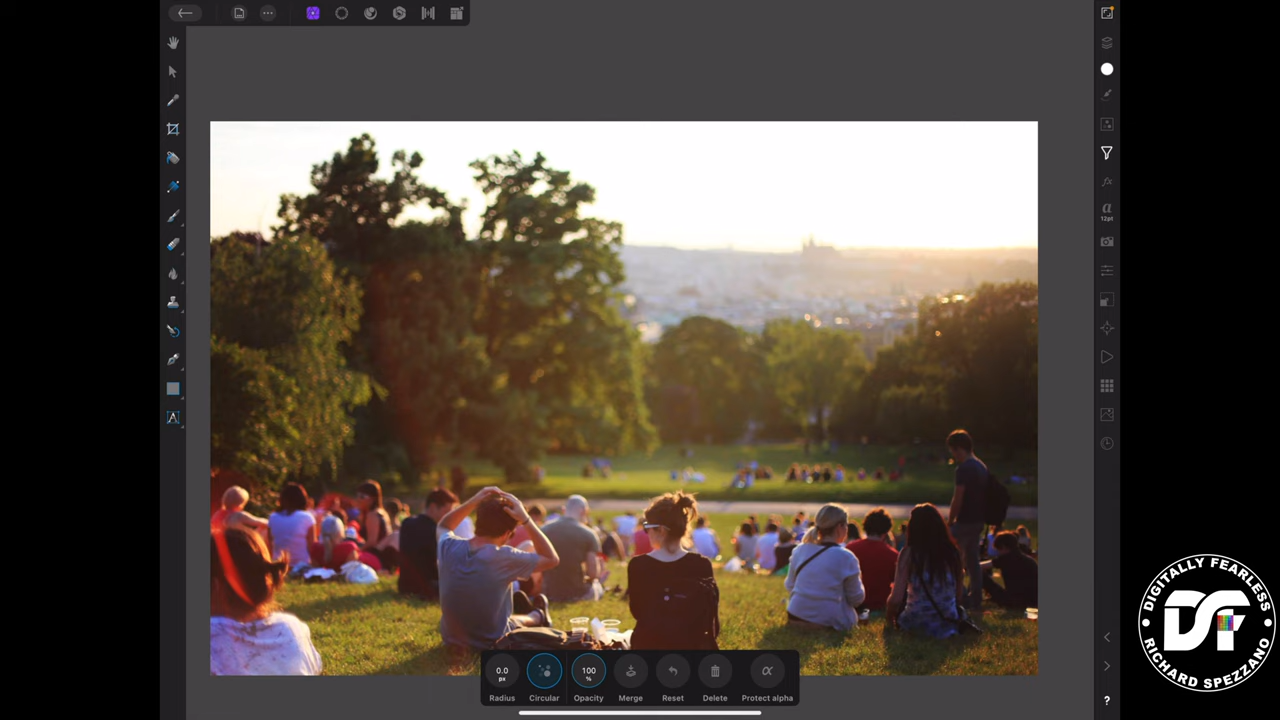 a
12pt
A
0.0
px
100
%
α
Radius
Circular
Opacity
Merge
Reset
Delete
Protect alpha
?
DIGITALLY FEARLESS
DF
RICHARD SPEZZANO